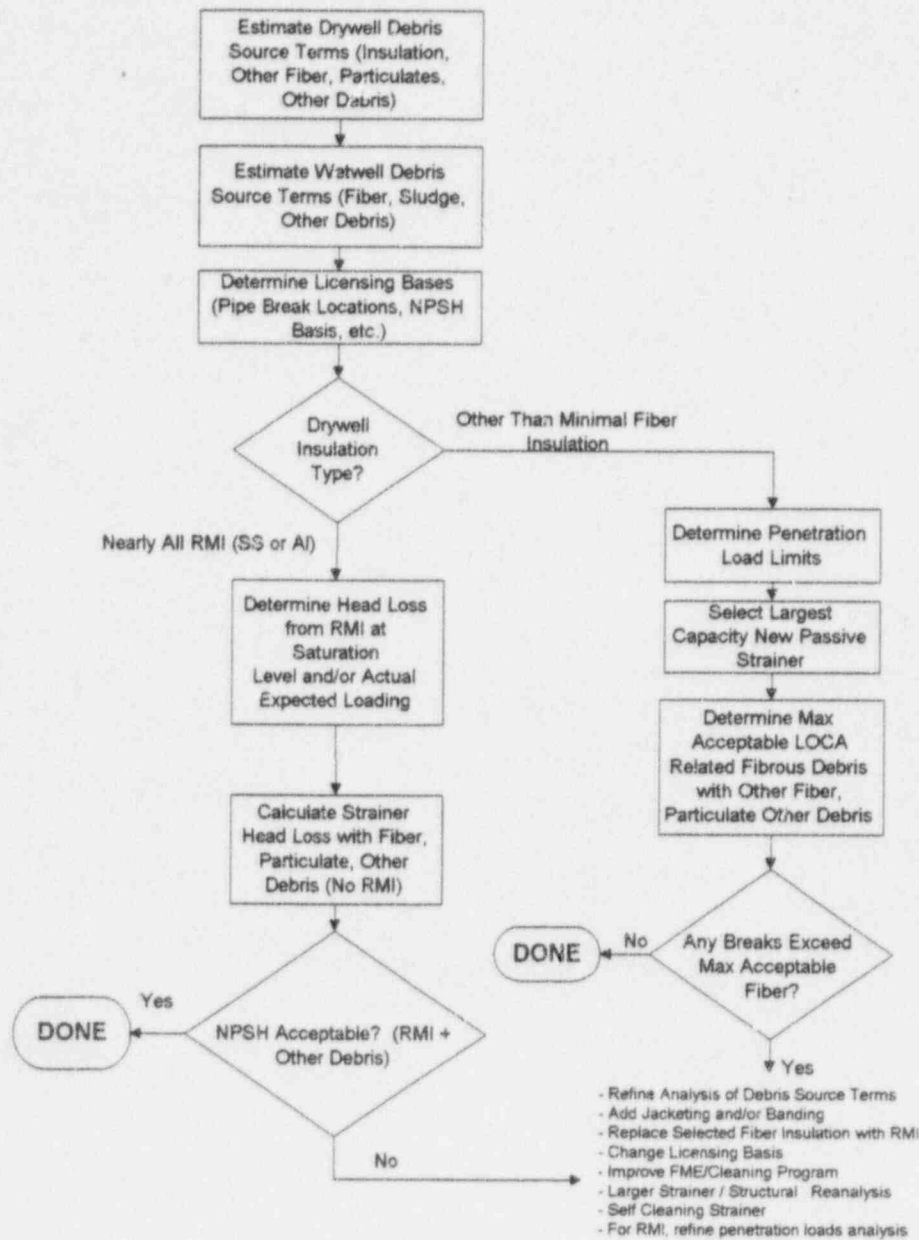 Estimate Drywell Debris
Source Terms (Insulation,
Other Fiber, Particulates,
Other Debris)
Estimate Watwell Debris
Source Terms (Fiber, Sludge,
Other Debris)
Determine Licensing Bases
(Pipe Break Locations, NPSH
Basis, etc.)
Drywell
Insulation
Type?
Other Than Minimal Fiber
Insulation
Nearly All RMI (SS or Al)
Determine Head Loss
from RMI at
Saturation
Level and/or Actual
Expected Loading
Calculate Strainer
Head Loss with Fiber,
Particulate, Other
Debris (No RMI)
NPSH Acceptable? (RMI +
Other Debris)
Yes
DONE
No
Determine Penetration
Load Limits
Select Largest
Capacity New Passive
Strainer
Determine Max
Acceptable LOCA
Related Fibrous Debris
with Other Fiber,
Particulate Other Debris
Any Breaks Exceed
Max Acceptable
Fiber?
No
DONE
Yes
- Refine Analysis of Debris Source Terms
- Add Jacketing and/or Banding
- Replace Selected Fiber Insulation with RMI
- Change Licensing Basis
- Improve FME/Cleaning Program
- Larger Strainer / Structural Reanalysis
- Self Cleaning Strainer
- For RMI, refine penetration loads analysis